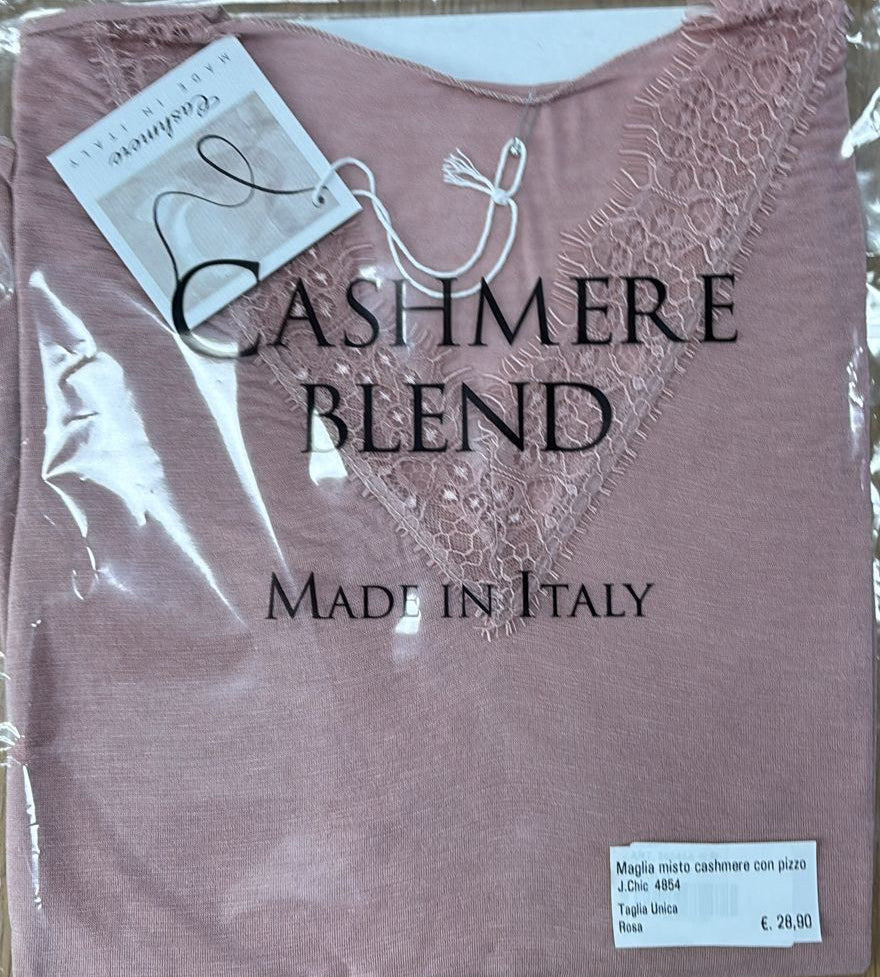 Cashmere
MADE IN ITALY
CASHMERE
BLEND
MADE IN ITALY
Maglia misto cashmere con pizzo
J.Chic 4854
Taglia Unica
Rosa
€. 28,90